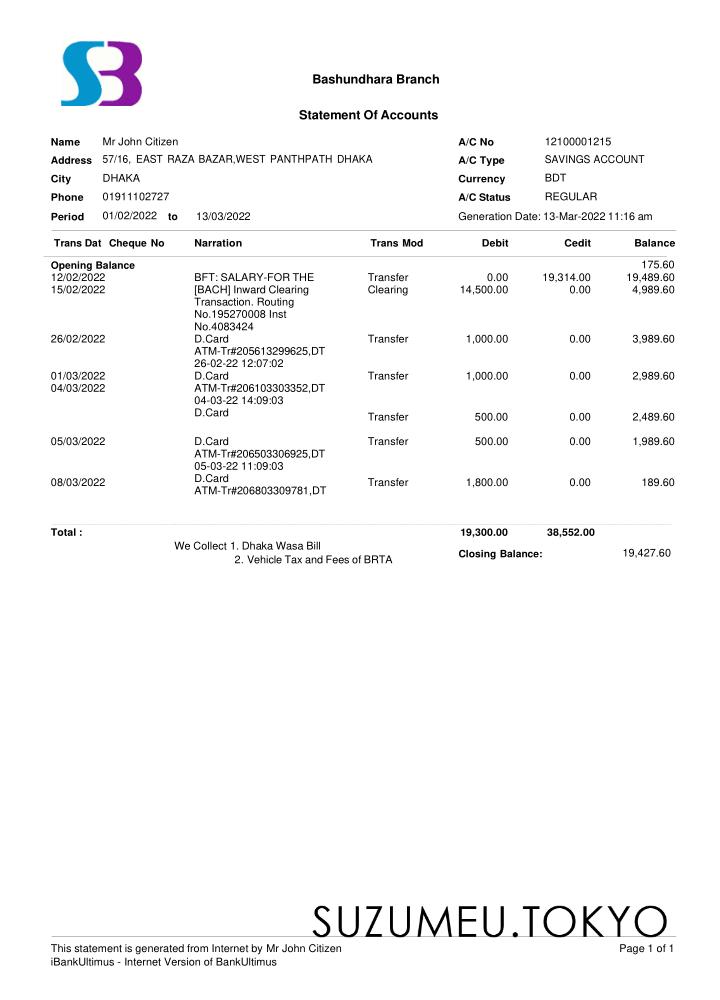 SB
Bashundhara Branch
Statement Of Accounts
Name Mr John Citizen A/C No 12100001215
Address 57/16, EAST RAZA BAZAR,WEST PANTHPATH DHAKA A/C Type SAVINGS ACCOUNT
City DHAKA Currency BDT
Phone 01911102727 A/C Status REGULAR
Period 01/02/2022 to 13/03/2022 Generation Date: 13-Mar-2022 11:16 am
Trans Dat Cheque No Narration Trans Mod Debit Cedit Balance
Opening Balance 175.60
12/02/2022 BFT: SALARY-FOR THE Transfer 0.00 19,314.00 19,489.60
15/02/2022 [BACH] Inward Clearing Clearing 14,500.00 0.00 4,989.60
Transaction. Routing
No.195270008 Inst
No.4083424
26/02/2022 D.Card Transfer 1,000.00 0.00 3,989.60
ATM-Tr#205613299625,DT
26-02-22 12:07:02
01/03/2022 D.Card Transfer 1,000.00 0.00 2,989.60
04/03/2022 ATM-Tr#206103303352,DT
04-03-22 14:09:03
D.Card Transfer 500.00 0.00 2,489.60
05/03/2022 D.Card Transfer 500.00 0.00 1,989.60
ATM-Tr#206503306925,DT
05-03-22 11:09:03
08/03/2022 D.Card Transfer 1,800.00 0.00 189.60
ATM-Tr#206803309781,DT
Total : 19,300.00 38,552.00
We Collect 1. Dhaka Wasa Bill
2. Vehicle Tax and Fees of BRTA Closing Balance: 19,427.60
SUZUMEU.TOKYO
This statement is generated from Internet by Mr John Citizen Page 1 of 1
iBankUltimus - Internet Version of BankUltimus